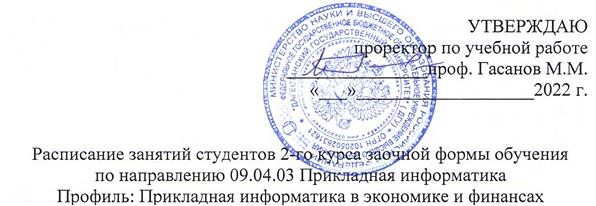 УТВЕРЖДАЮ
проректор по учебной работе
проф. Гасанов М.М.
«___»____________________2022 г.
Расписание занятий студентов 2-го курса заочной формы обучения
по направлению 09.04.03 Прикладная информатика
Профиль: Прикладная информатика в экономике и финансах